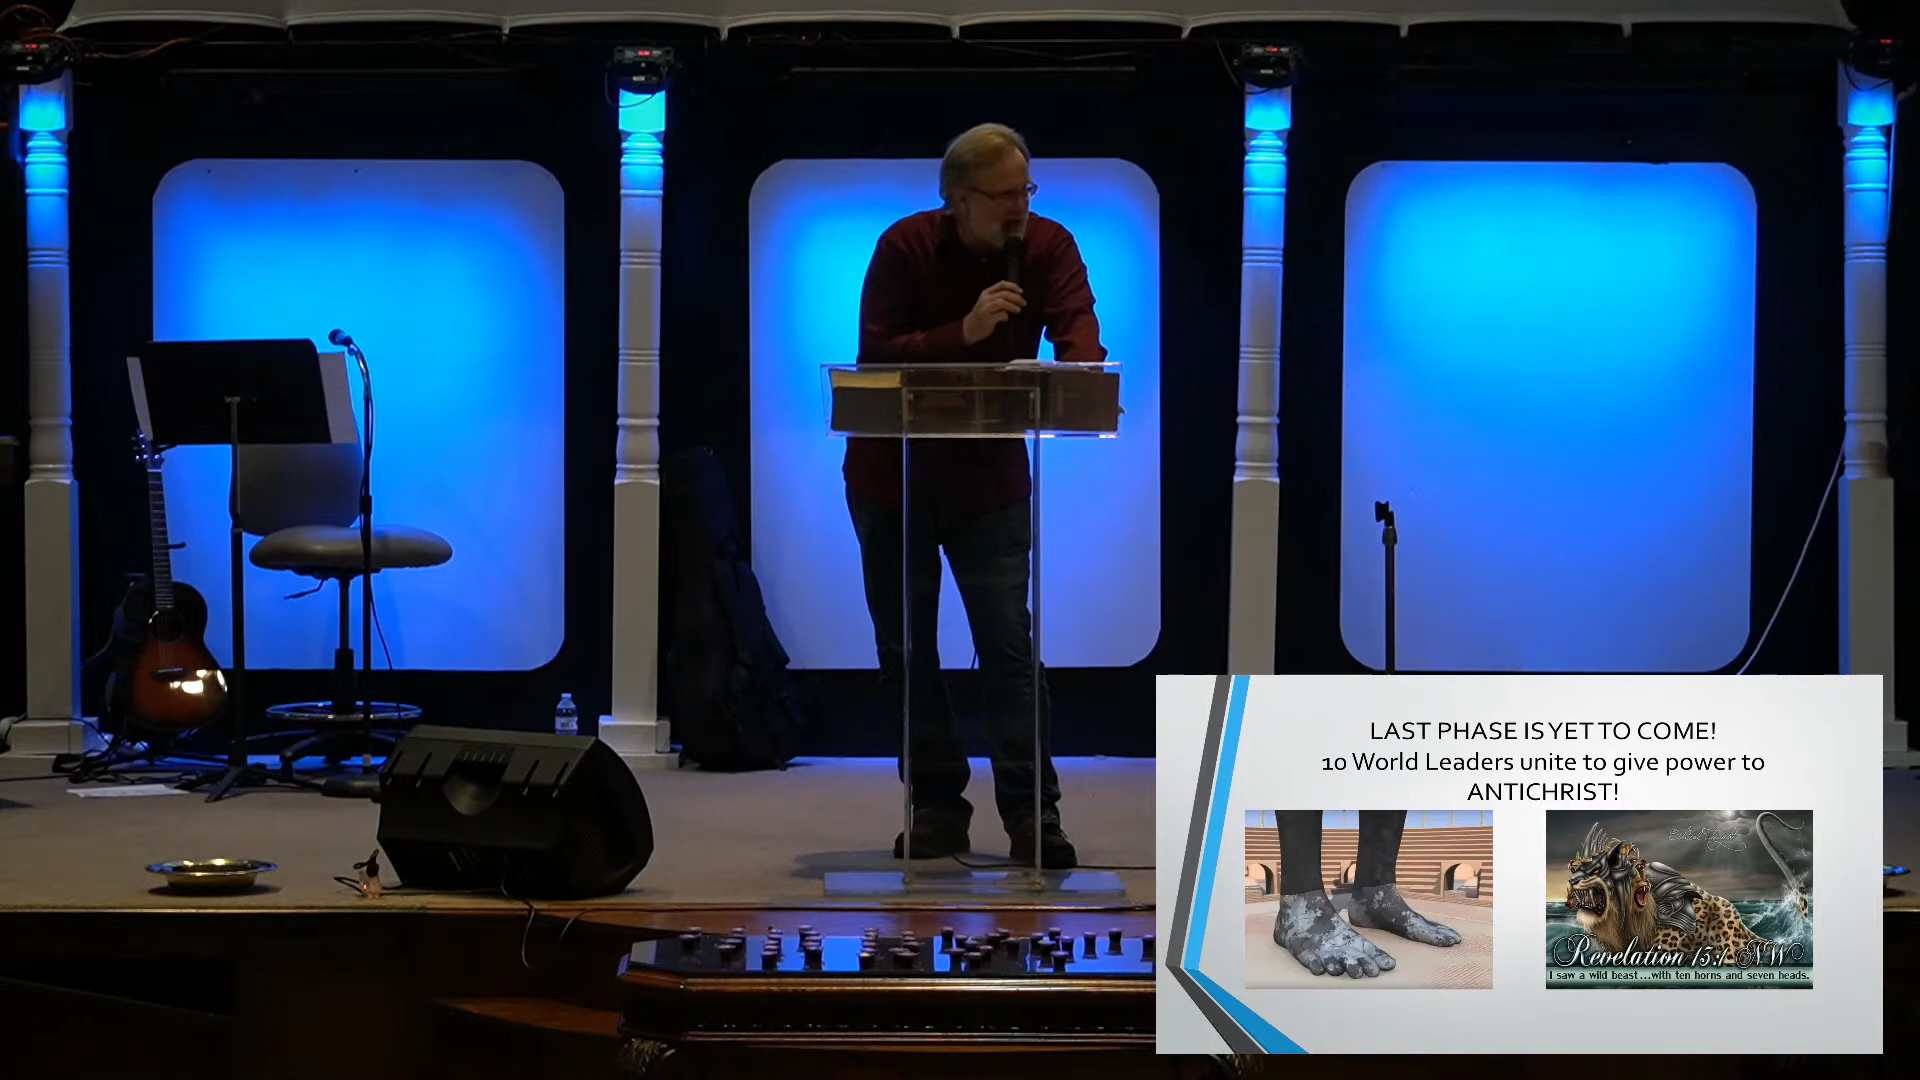 LAST PHASE IS YET TO COME!
10 World Leaders unite to give power to
ANTICHRIST!
Revelation 13:1 NW
I saw a wild beast...with ten horns and seven heads.